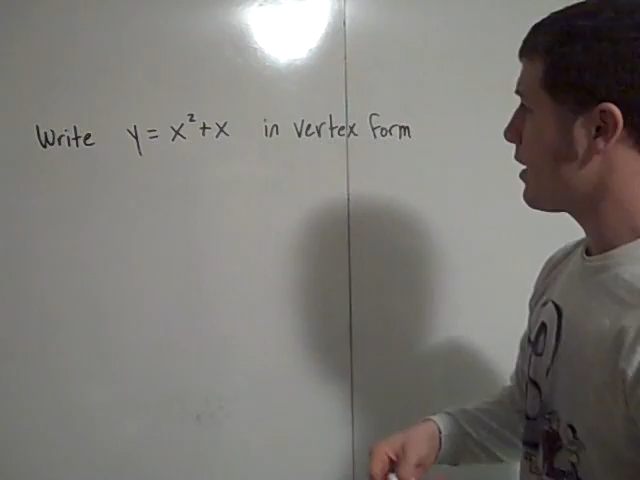 Write y = x² + x in vertex form